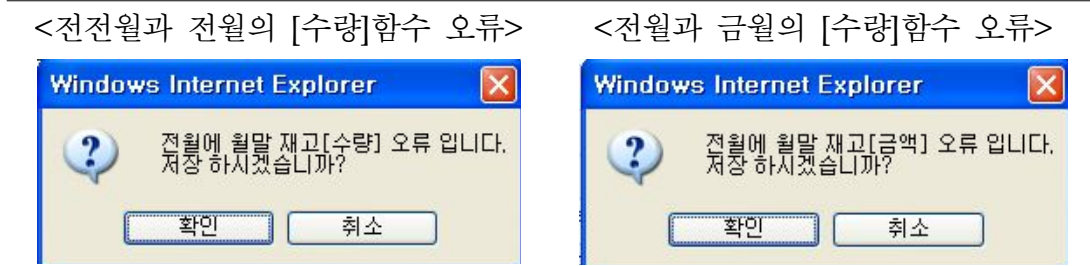 <전전월과 전월의 [수량]함수 오류>
<전월과 금월의 [수량]함수 오류>
Windows Internet Explorer
전월에 월말 재고[수량] 오류 입니다.
저장 하시겠습니까?
확인
취소
Windows Internet Explorer
전월에 월말 재고[금액] 오류 입니다.
저장 하시겠습니까?
확인
취소